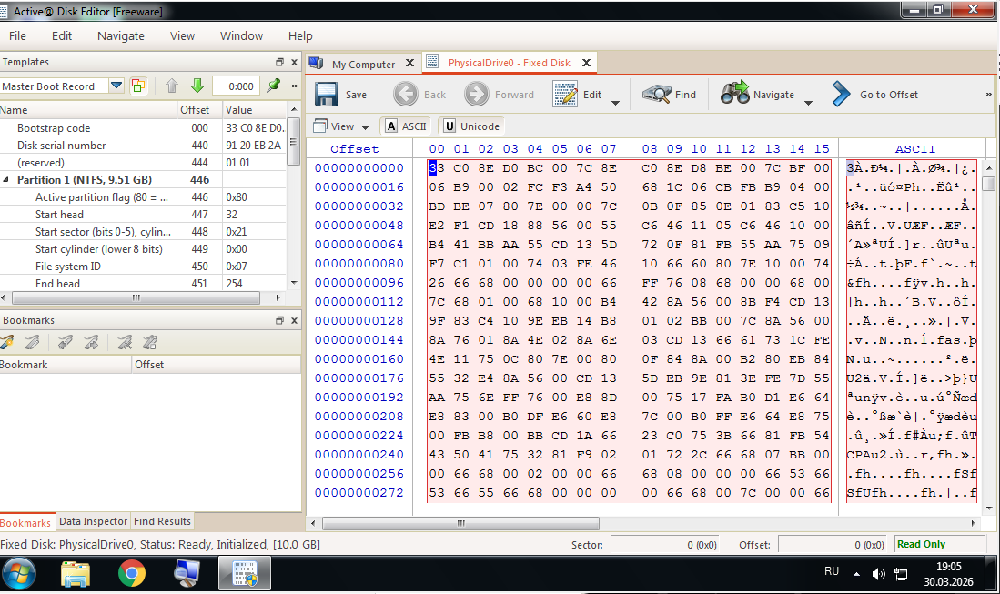 Active@ Disk Editor [Freeware]
File Edit Navigate View Window Help
Templates
Master Boot Record 0:000 »
Name Offset Value
Bootstrap code 000 33 C0 8E D0.
Disk serial number 440 91 20 EB 2A
(reserved) 444 01 01
Partition 1 (NTFS, 9.51 GB) 446
Active partition flag (80 = ... 446 0x80
Start head 447 32
Start sector (bits 0-5), cylin... 448 0x21
Start cylinder (lower 8 bits) 449 0x00
File system ID 450 0x07
End head 451 254
Bookmarks
Bookmark Offset
Bookmarks Data Inspector Find Results
My Computer X PhysicalDrive0 - Fixed Disk X
Save Back Forward Edit Find Navigate Go to Offset »
View A ASCII U Unicode
Offset 00 01 02 03 04 05 06 07 08 09 10 11 12 13 14 15 ASCII
00000000000 33 C0 8E D0 BC 00 7C 8E C0 8E D8 BE 00 7C BF 00 3À.Ð¼.|.À.Ø¾.|¿.
00000000016 06 B9 00 02 FC F3 A4 50 68 1C 06 CB FB B9 04 00 .¹..üó¤Ph..Ëû¹..
00000000032 BD BE 07 80 7E 00 00 7C 0B 0F 85 0E 01 83 C5 10 ½¾..~..|......Å.
00000000048 E2 F1 CD 18 88 56 00 55 C6 46 11 05 C6 46 10 00 âñÍ..V.UÆF..ÆF..
00000000064 B4 41 BB AA 55 CD 13 5D 72 0F 81 FB 55 AA 75 09 ´A»ªUÍ.]r..ûUªu.
00000000080 F7 C1 01 00 74 03 FE 46 10 66 60 80 7E 10 00 74 ÷Á..t.þF.f`.~..t
00000000096 26 66 68 00 00 00 00 66 FF 76 08 68 00 00 68 00 &fh....fÿv.h..h.
00000000112 7C 68 01 00 68 10 00 B4 42 8A 56 00 8B F4 CD 13 |h..h..´B.V..ôÍ.
00000000128 9F 83 C4 10 9E EB 14 B8 01 02 BB 00 7C 8A 56 00 ..Ä..ë.¸..».|.V.
00000000144 8A 76 01 8A 4E 02 8A 6E 03 CD 13 66 61 73 1C FE .v..N..n.Í.fas.þ
00000000160 4E 11 75 0C 80 7E 00 80 0F 84 8A 00 B2 80 EB 84 N.u..~......².ë.
00000000176 55 32 E4 8A 56 00 CD 13 5D EB 9E 81 3E FE 7D 55 U2ä.V.Í.]ë..>þ}U
00000000192 AA 75 6E FF 76 00 E8 8D 00 75 17 FA B0 D1 E6 64 ªunÿv.è..u.ú°Ñæd
00000000208 E8 83 00 B0 DF E6 60 E8 7C 00 B0 FF E6 64 E8 75 è..°ßæ`è|.°ÿædèu
00000000224 00 FB B8 00 BB CD 1A 66 23 C0 75 3B 66 81 FB 54 .û¸.»Í.f#Àu;f.ûT
00000000240 43 50 41 75 32 81 F9 02 01 72 2C 66 68 07 BB 00 CPAu2.ù..r,fh.».
00000000256 00 66 68 00 02 00 00 66 68 08 00 00 00 66 53 66 .fh....fh....fSf
00000000272 53 66 55 66 68 00 00 00 00 66 68 00 7C 00 00 66 SfUfh....fh.|..f
Fixed Disk: PhysicalDrive0, Status: Ready, Initialized, [10.0 GB] Sector: 0 (0x0) Offset: 0 (0x0) Read Only
RU 19:05
30.03.2026